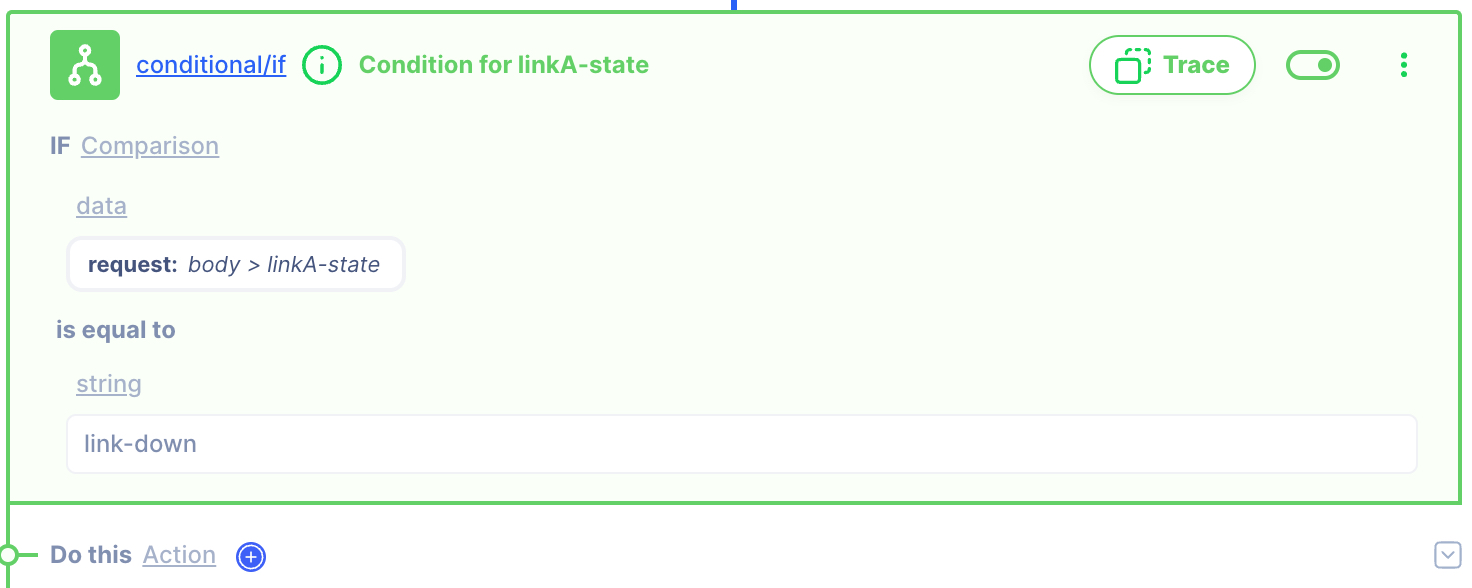 conditional/if Condition for linkA-state Trace
IF Comparison
data
request: body > linkA-state
is equal to
string
link-down
Do this Action